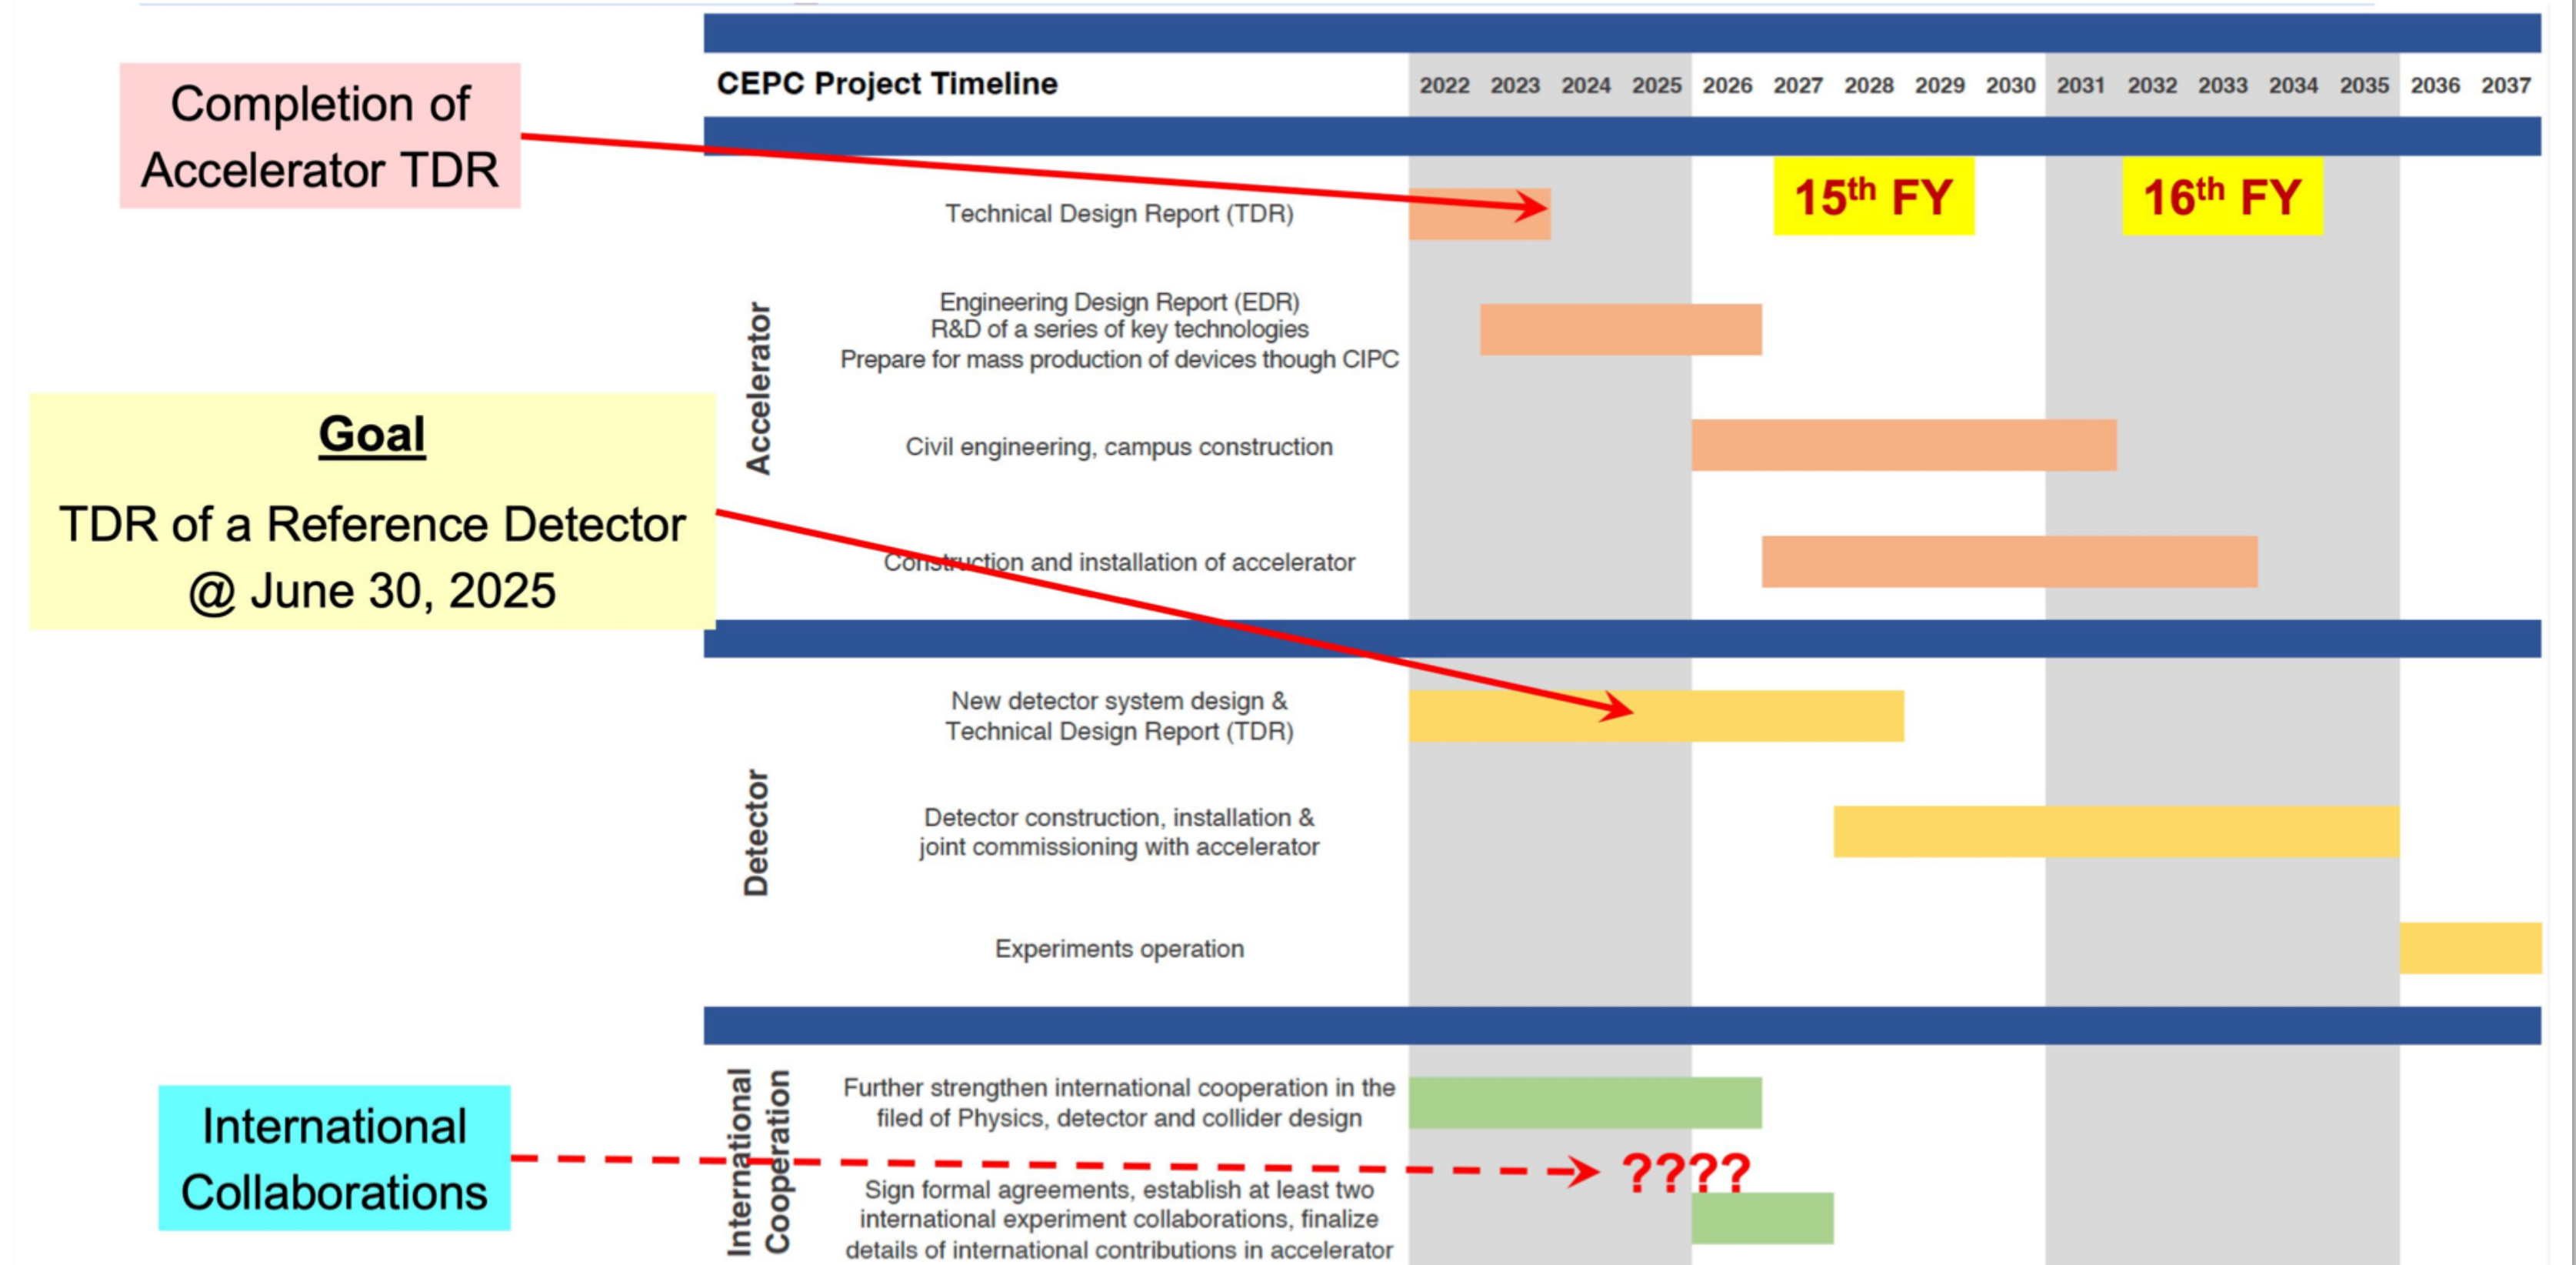 CEPC Project Timeline
2022 2023 2024 2025 2026 2027 2028 2029 2030 2031 2032 2033 2034 2035 2036 2037
Completion of
Accelerator TDR
15th FY
16th FY
Accelerator
Technical Design Report (TDR)
Engineering Design Report (EDR)
R&D of a series of key technologies
Prepare for mass production of devices though CIPC
Civil engineering, campus construction
Construction and installation of accelerator
Goal
TDR of a Reference Detector
@ June 30, 2025
Detector
New detector system design &
Technical Design Report (TDR)
Detector construction, installation &
joint commissioning with accelerator
Experiments operation
International
Cooperation
Further strengthen international cooperation in the
filed of Physics, detector and collider design
International
Collaborations
????
Sign formal agreements, establish at least two
international experiment collaborations, finalize
details of international contributions in accelerator